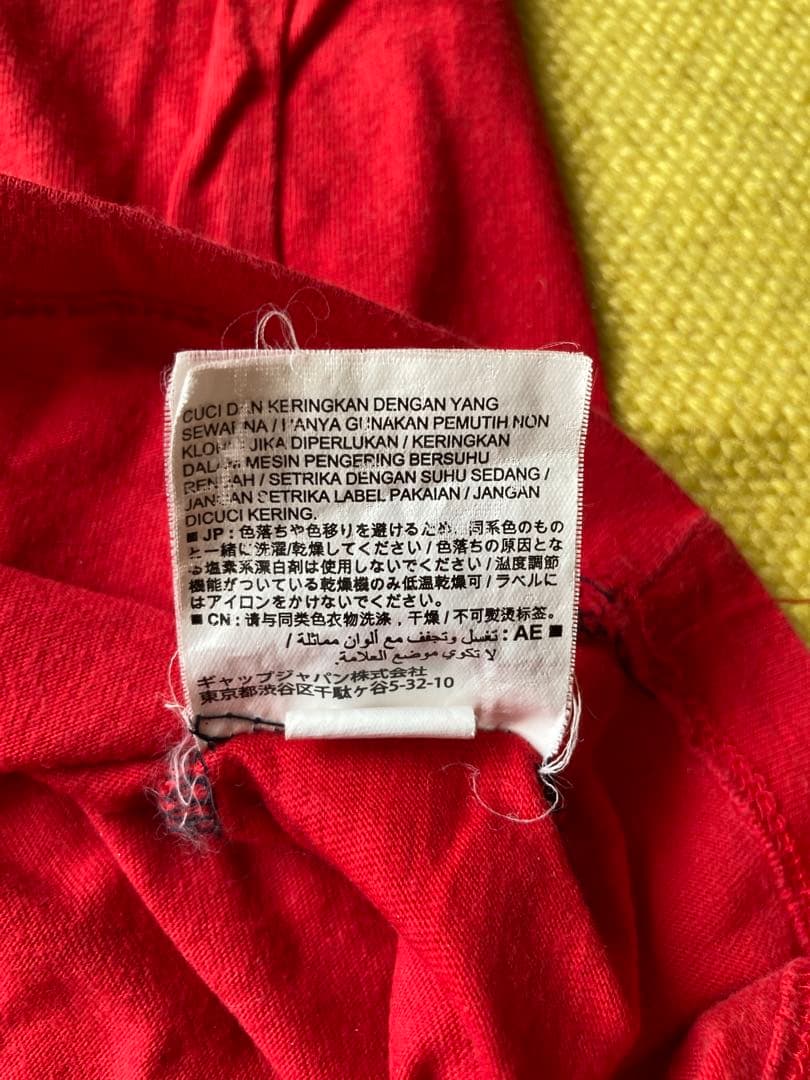 CUCI DAN KERINGKAN DENGAN YANG
SEWARNA / HANYA GUNAKAN PEMUTIH NON
KLORIN JIKA DIPERLUKAN / KERINGKAN
DALAM MESIN PENGERING BERSUHU
RENDAH / SETRIKA DENGAN SUHU SEDANG /
JANGAN SETRIKA LABEL PAKAIAN / JANGAN
DICUCI KERING.
■ JP : 色落ちや色移りを避けるため、同系色のもの
と一緒に洗濯/乾燥してください / 色落ちの原因とな
る塩素系漂白剤は使用しないでください / 温度調節
機能がついている乾燥機のみ低温乾燥可 / ラベルに
はアイロンをかけないでください。
■ CN : 请与同类色衣物洗涤, 干燥 / 不可熨烫标签。
■ AE : تغسل وتجفف مع ألوان مماثلة /
لا تكوي موضع العلامة.
ギャップジャパン株式会社
東京都渋谷区千駄ヶ谷5-32-10